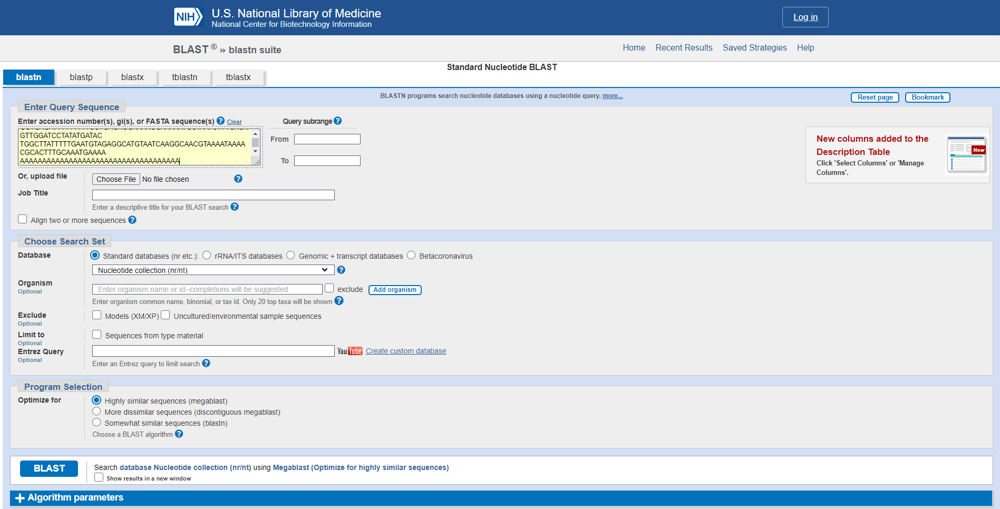 NIH U.S. National Library of Medicine
National Center for Biotechnology Information
Log in
BLAST ® » blastn suite
Home Recent Results Saved Strategies Help
Standard Nucleotide BLAST
blastn blastp blastx tblastn tblastx
BLASTN programs search nucleotide databases using a nucleotide query. more...
Reset page Bookmark
Enter Query Sequence
Enter accession number(s), gi(s), or FASTA sequence(s) ? Clear
Query subrange ?
GTTGGATCCTATATGATAC
TGGCTTATTTTTGAATGTAGAGGCATGTAATCAAGGCAACGTAAAATAAAA
CGCACTTTGCAAATGAAAA
From
To
New columns added to the
Description Table
Click 'Select Columns' or 'Manage
Columns'.
New
Or, upload file Choose File No file chosen ?
Job Title
Enter a descriptive title for your BLAST search ?
Align two or more sequences ?
Choose Search Set
Database Standard databases (nr etc.): rRNA/ITS databases Genomic + transcript databases Betacoronavirus
Nucleotide collection (nr/nt) ?
Organism
Optional
Enter organism name or id--completions will be suggested exclude Add organism
Enter organism common name, binomial, or tax id. Only 20 top taxa will be shown ?
Exclude
Optional
Models (XM/XP) Uncultured/environmental sample sequences
Limit to
Optional
Sequences from type material
Entrez Query
Optional
YouTube Create custom database
Enter an Entrez query to limit search ?
Program Selection
Optimize for
Highly similar sequences (megablast)
More dissimilar sequences (discontiguous megablast)
Somewhat similar sequences (blastn)
Choose a BLAST algorithm ?
BLAST
Search database Nucleotide collection (nr/nt) using Megablast (Optimize for highly similar sequences)
Show results in a new window
+ Algorithm parameters